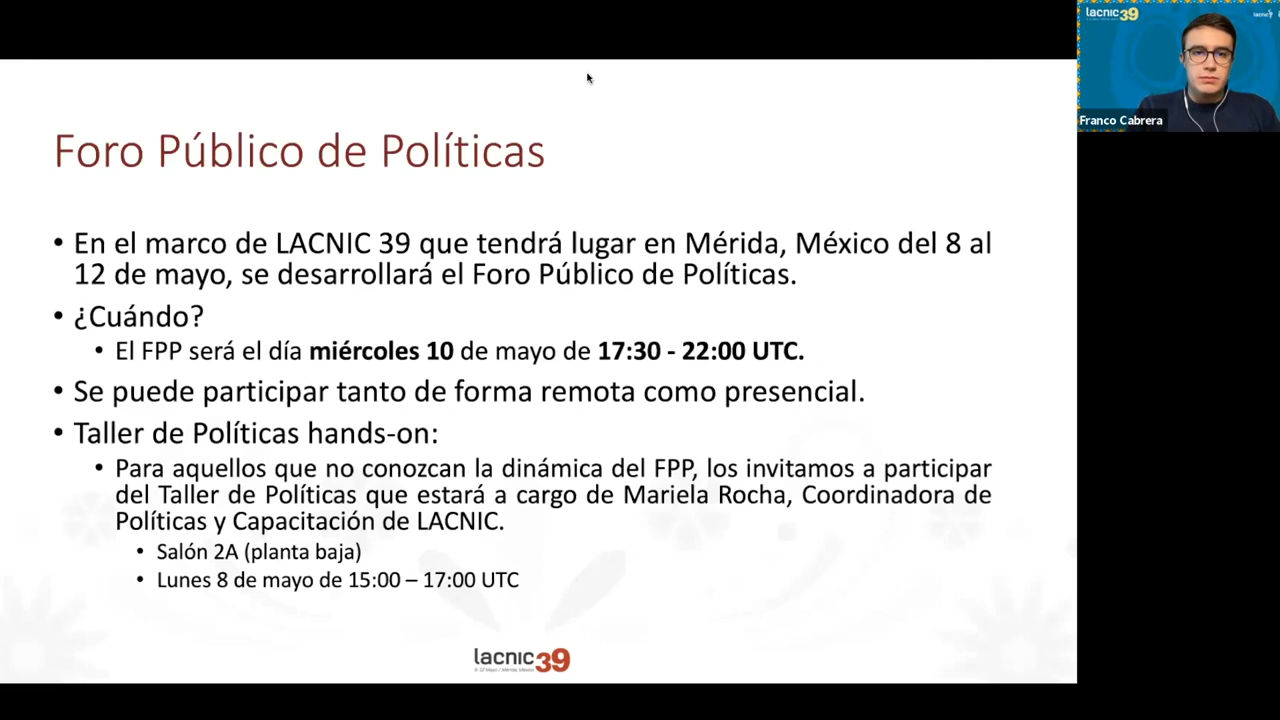 lacnic39
lacnic
Franco Cabrera
Foro Público de Políticas
• En el marco de LACNIC 39 que tendrá lugar en Mérida, México del 8 al
12 de mayo, se desarrollará el Foro Público de Políticas.
• ¿Cuándo?
• El FPP será el día miércoles 10 de mayo de 17:30 - 22:00 UTC.
• Se puede participar tanto de forma remota como presencial.
• Taller de Políticas hands-on:
• Para aquellos que no conozcan la dinámica del FPP, los invitamos a participar
del Taller de Políticas que estará a cargo de Mariela Rocha, Coordinadora de
Políticas y Capacitación de LACNIC.
• Salón 2A (planta baja)
• Lunes 8 de mayo de 15:00 – 17:00 UTC
lacnic39